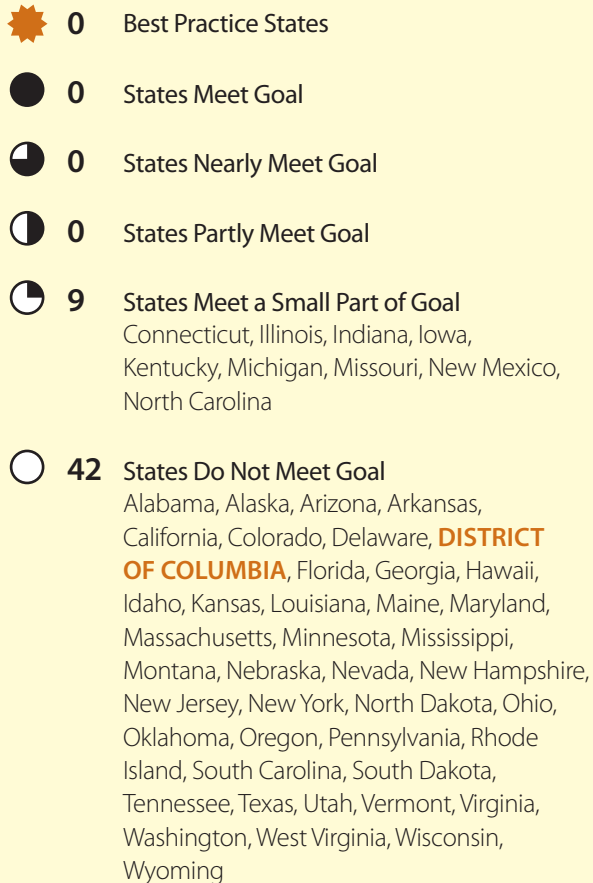 0 Best Practice States
0 States Meet Goal
0 States Nearly Meet Goal
0 States Partly Meet Goal
9 States Meet a Small Part of Goal
Connecticut, Illinois, Indiana, Iowa,
Kentucky, Michigan, Missouri, New Mexico,
North Carolina
42 States Do Not Meet Goal
Alabama, Alaska, Arizona, Arkansas,
California, Colorado, Delaware, DISTRICT
OF COLUMBIA, Florida, Georgia, Hawaii,
Idaho, Kansas, Louisiana, Maine, Maryland,
Massachusetts, Minnesota, Mississippi,
Montana, Nebraska, Nevada, New Hampshire,
New Jersey, New York, North Dakota, Ohio,
Oklahoma, Oregon, Pennsylvania, Rhode
Island, South Carolina, South Dakota,
Tennessee, Texas, Utah, Vermont, Virginia,
Washington, West Virginia, Wisconsin,
Wyoming